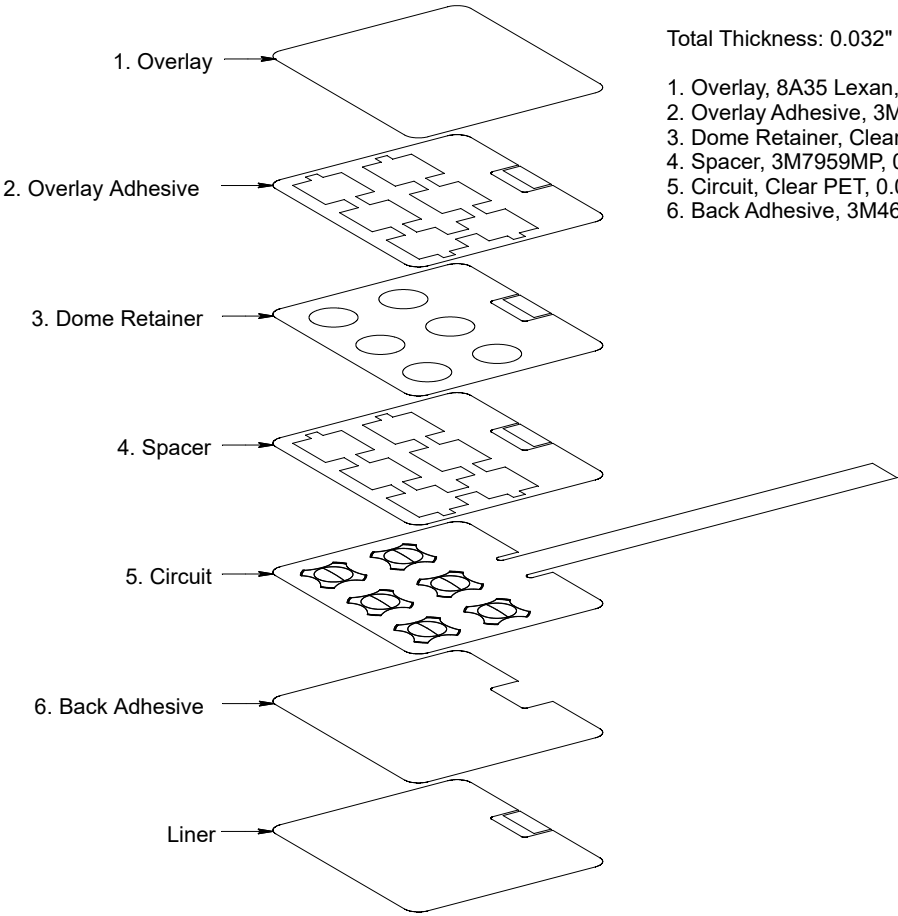 Total Thickness: 0.032"
1. Overlay, 8A35 Lexan,
2. Overlay Adhesive, 3M
3. Dome Retainer, Clear
4. Spacer, 3M7959MP,
5. Circuit, Clear PET,
6. Back Adhesive,
1. Overlay
2. Overlay Adhesive
3. Dome Retainer
4. Spacer
5. Circuit
6. Back Adhesive
Liner